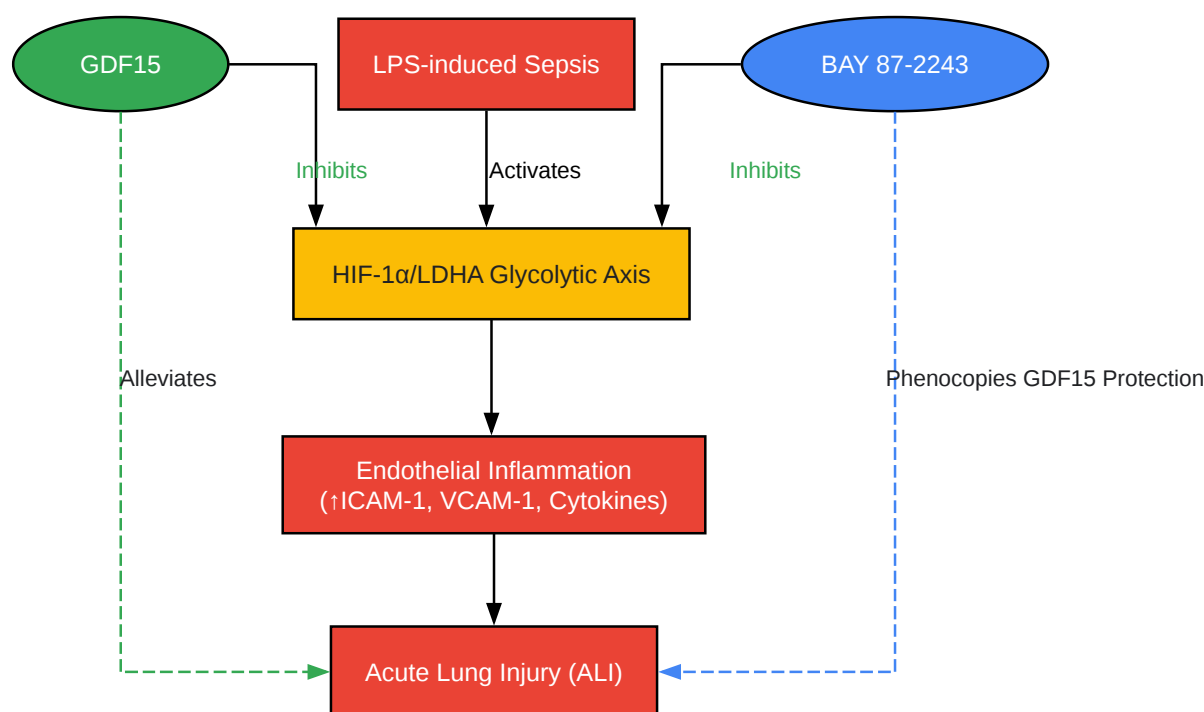 GDF15
LPS-induced Sepsis
BAY 87-2243
Inhibits
Activates
Inhibits
HIF-1α/LDHA Glycolytic Axis
Alleviates
Phenocopies GDF15 Protection
Endothelial Inflammation
(↑ICAM-1, VCAM-1, Cytokines)
Acute Lung Injury (ALI)